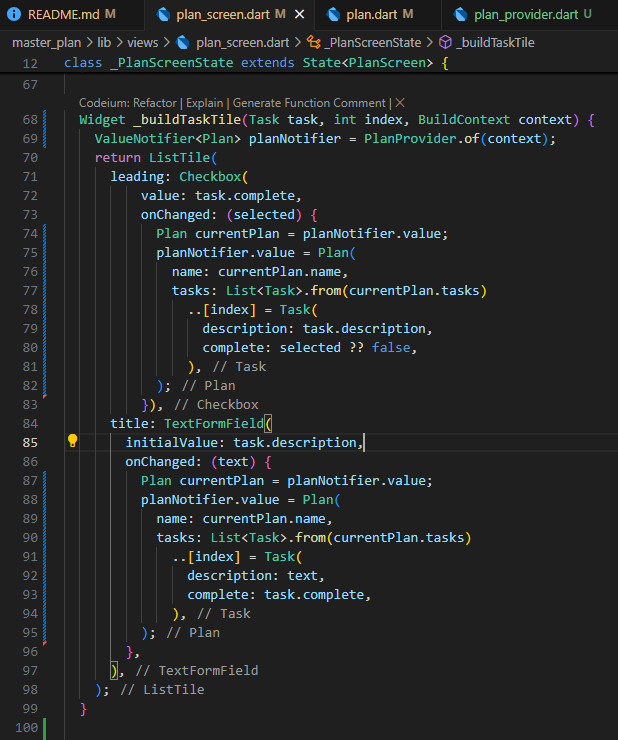 README.md M plan_screen.dart M plan.dart M plan_provider.dart U
master_plan > lib > views > plan_screen.dart > _PlanScreenState > _buildTaskTile
12 class _PlanScreenState extends State<PlanScreen> {
67
Codeium: Refactor | Explain | Generate Function Comment | ×
68 Widget _buildTaskTile(Task task, int index, BuildContext context) {
69 ValueNotifier<Plan> planNotifier = PlanProvider.of(context);
70 return ListTile(
71 leading: Checkbox(
72 value: task.complete,
73 onChanged: (selected) {
74 Plan currentPlan = planNotifier.value;
75 planNotifier.value = Plan(
76 name: currentPlan.name,
77 tasks: List<Task>.from(currentPlan.tasks)
78 ..[index] = Task(
79 description: task.description,
80 complete: selected ?? false,
81 ), // Task
82 ); // Plan
83 }), // Checkbox
84 title: TextFormField(
85 initialValue: task.description,
86 onChanged: (text) {
87 Plan currentPlan = planNotifier.value;
88 planNotifier.value = Plan(
89 name: currentPlan.name,
90 tasks: List<Task>.from(currentPlan.tasks)
91 ..[index] = Task(
92 description: text,
93 complete: task.complete,
94 ), // Task
95 ); // Plan
96 },
97 ), // TextFormField
98 ); // ListTile
99 }
100